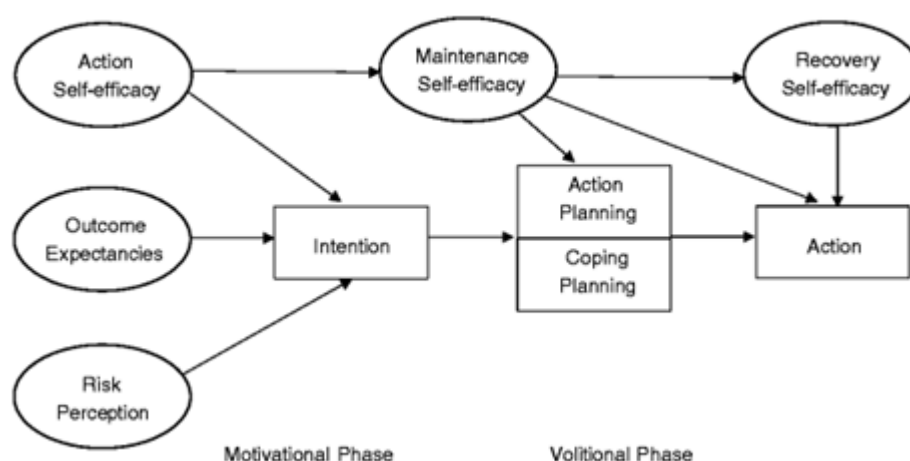 Action
Self-efficacy
Maintenance
Self-efficacy
Recovery
Self-efficacy
Outcome
Expectancies
Intention
Action
Planning
Coping
Planning
Action
Risk
Perception
Motivational Phase
Volitional Phase